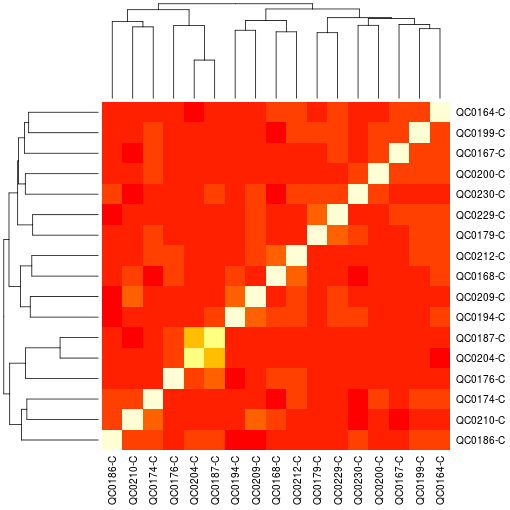 QC0164-C
QC0199-C
QC0167-C
QC0200-C
QC0230-C
QC0229-C
QC0179-C
QC0212-C
QC0168-C
QC0209-C
QC0194-C
QC0187-C
QC0204-C
QC0176-C
QC0174-C
QC0210-C
QC0186-C
QC0186-C
QC0210-C
QC0174-C
QC0176-C
QC0204-C
QC0187-C
QC0194-C
QC0209-C
QC0168-C
QC0212-C
QC0179-C
QC0229-C
QC0230-C
QC0200-C
QC0167-C
QC0199-C
QC0164-C